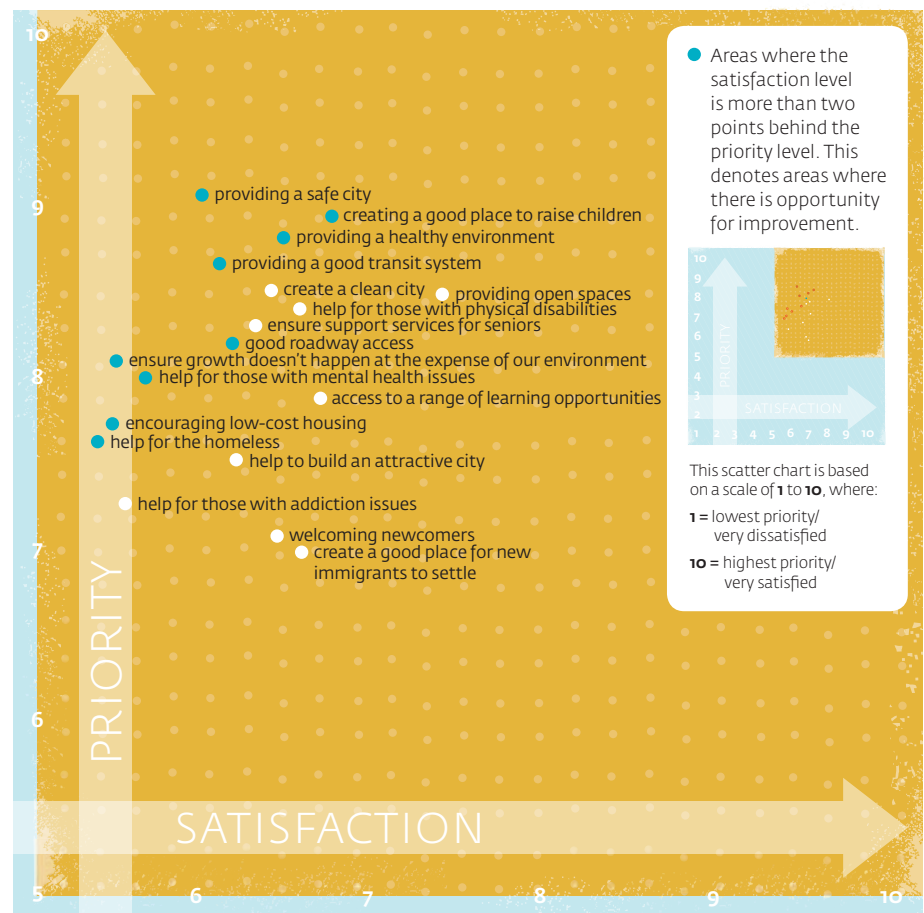 10
9
8
7
6
5
6
7
8
9
10
PRIORITY
SATISFACTION
providing a safe city
creating a good place to raise children
providing a healthy environment
providing a good transit system
create a clean city
providing open spaces
help for those with physical disabilities
ensure support services for seniors
good roadway access
ensure growth doesn't happen at the expense of our environment
help for those with mental health issues
access to a range of learning opportunities
encouraging low-cost housing
help for the homeless
help to build an attractive city
help for those with addiction issues
welcoming newcomers
create a good place for new
immigrants to settle
Areas where the
satisfaction level
is more than two
points behind the
priority level. This
denotes areas where
there is opportunity
for improvement.
10
9
8
7
6
5
4
3
2
1 2 3 4 5 6 7 8 9 10
PRIORITY
SATISFACTION
This scatter chart is based
on a scale of 1 to 10, where:
1 = lowest priority/
very dissatisfied
10 = highest priority/
very satisfied